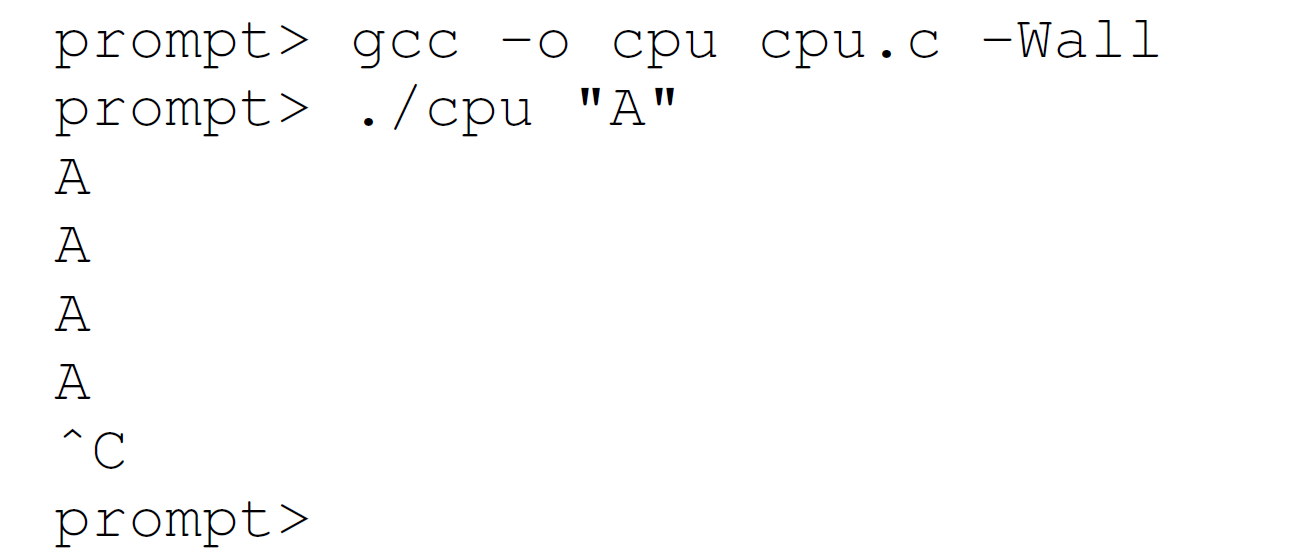 prompt> gcc -o cpu cpu.c -Wall
prompt> ./cpu "A"
A
A
A
A
^C
prompt>